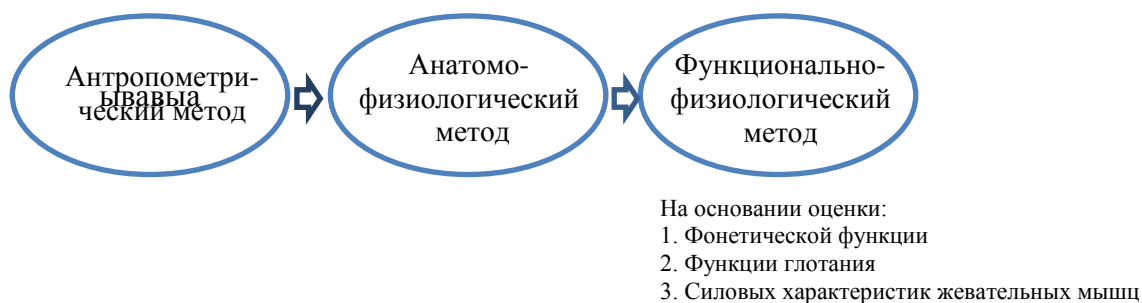 Антропометри-
ывавыа
ческий метод
Анатомо-
физиологический
метод
Функционально-
физиологический
метод
На основании оценки:
1. Фонетической функции
2. Функции глотания
3. Силовых характеристик жевательных мышц